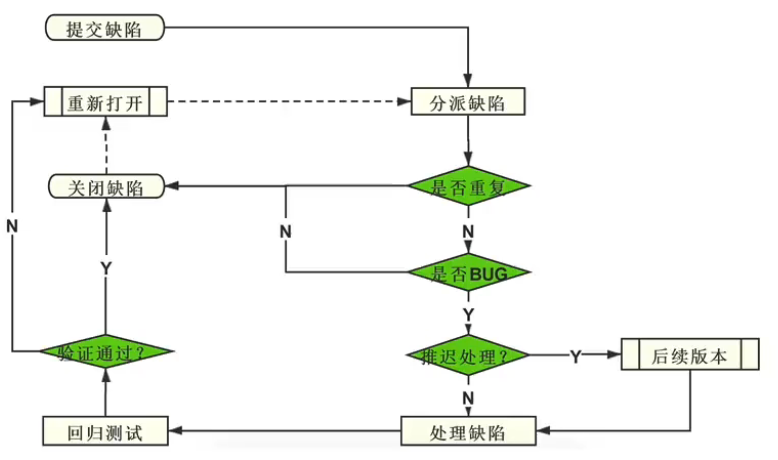 提交缺陷
重新打开
分派缺陷
关闭缺陷
是否重复
N
N
N
是否BUG
Y
Y
验证通过？
推迟处理？
Y
后续版本
N
回归测试
处理缺陷